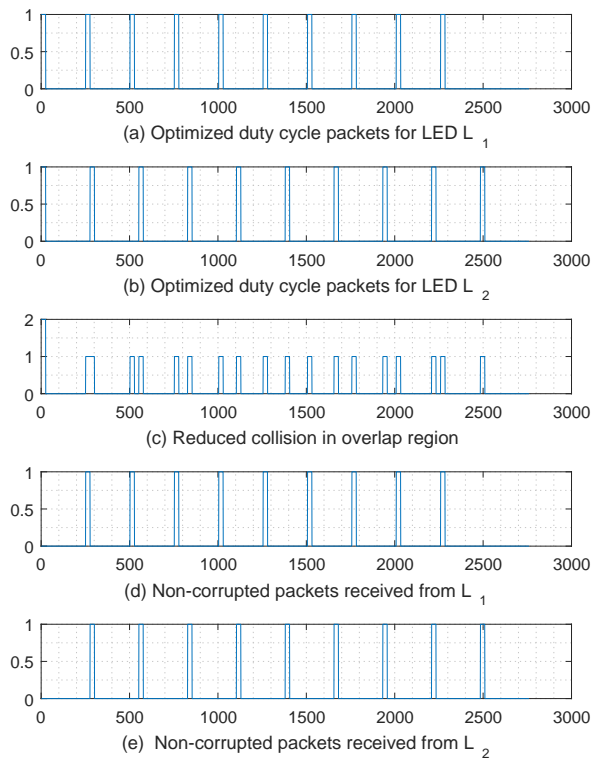 1
0.5
0
0 500 1000 1500 2000 2500 3000
(a) Optimized duty cycle packets for LED L 1
1
0.5
0
0 500 1000 1500 2000 2500 3000
(b) Optimized duty cycle packets for LED L 2
2
1
0
0 500 1000 1500 2000 2500 3000
(c) Reduced collision in overlap region
1
0.5
0
0 500 1000 1500 2000 2500 3000
(d) Non-corrupted packets received from L 1
1
0.5
0
0 500 1000 1500 2000 2500 3000
(e) Non-corrupted packets received from L 2